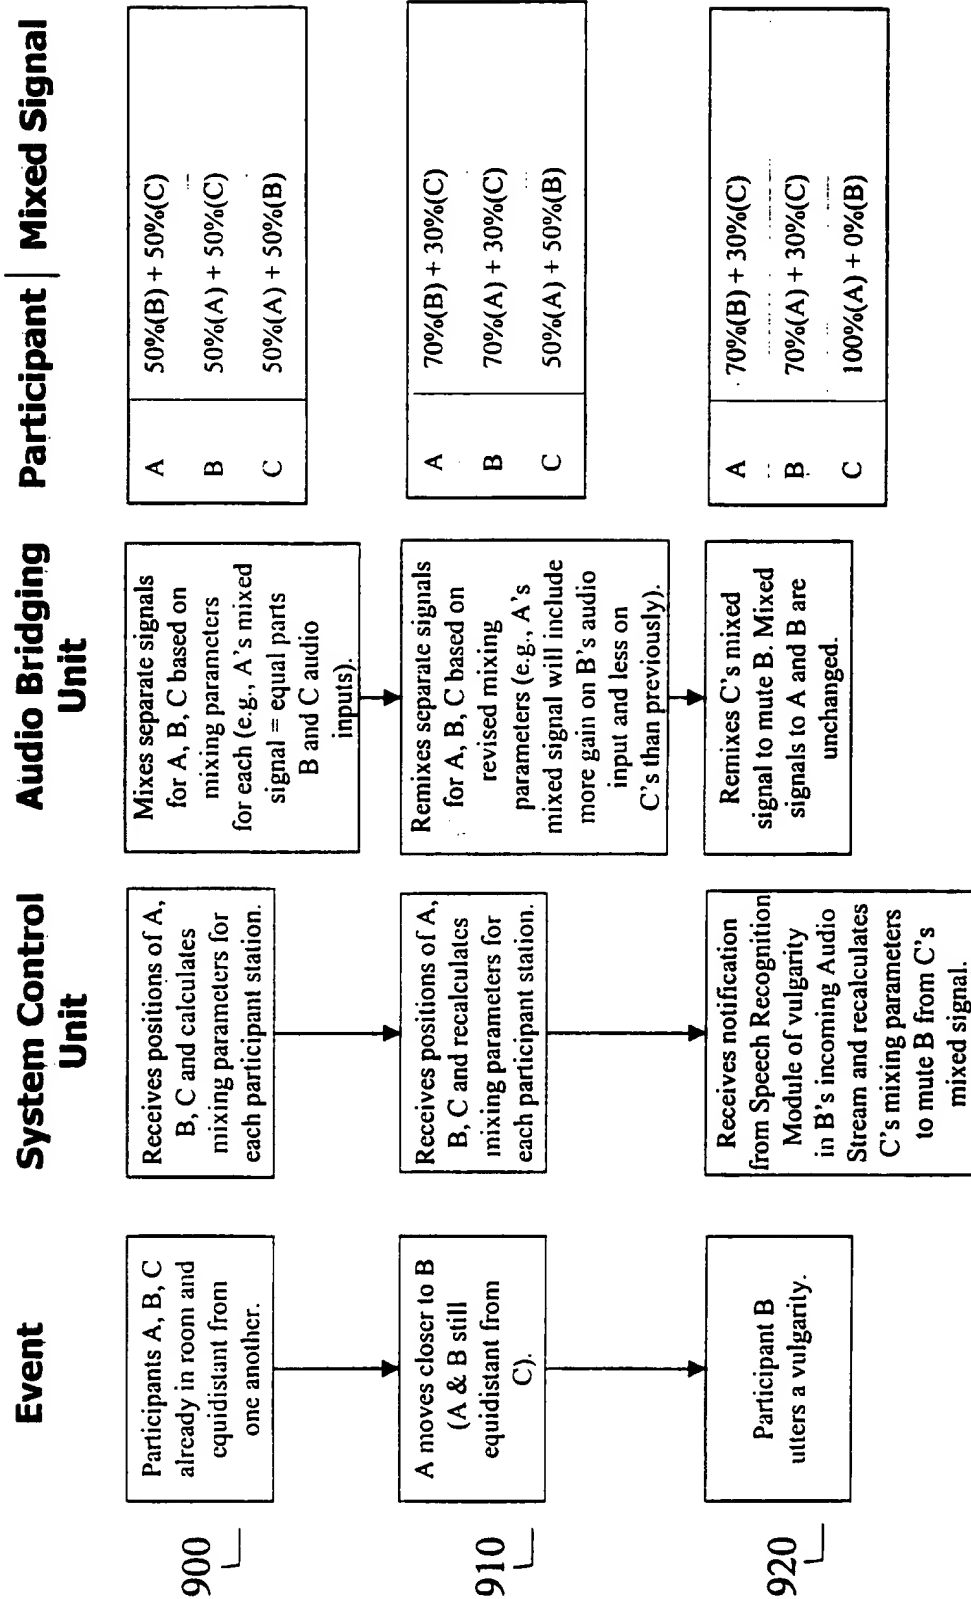 Event
System Control
Unit
Audio Bridging
Unit
Participant | Mixed Signal
900
Participants A, B, C
already in room and
equidistant from
one another.
Receives positions of A,
B, C and calculates
mixing parameters for
each participant station.
Mixes separate signals
for A, B, C based on
mixing parameters
for each (e.g., A's mixed
signal = equal parts
B and C audio
inputs).
A 50%(B) + 50%(C)
B 50%(A) + 50%(C)
C 50%(A) + 50%(B)
910
A moves closer to B
(A & B still
equidistant from
C).
Receives positions of A,
B, C and recalculates
mixing parameters for
each participant station.
Remixes separate signals
for A, B, C based on
revised mixing
parameters (e.g., A's
mixed signal will include
more gain on B's audio
input and less on
C's than previously).
A 70%(B) + 30%(C)
B 70%(A) + 30%(C)
C 50%(A) + 50%(B)
920
Participant B
utters a vulgarity.
Receives notification
from Speech Recognition
Module of vulgarity
in B's incoming Audio
Stream and recalculates
C's mixing parameters
to mute B from C's
mixed signal.
Remixes C's mixed
signal to mute B. Mixed
signals to A and B are
unchanged.
A 70%(B) + 30%(C)
B 70%(A) + 30%(C)
C 100%(A) + 0%(B)